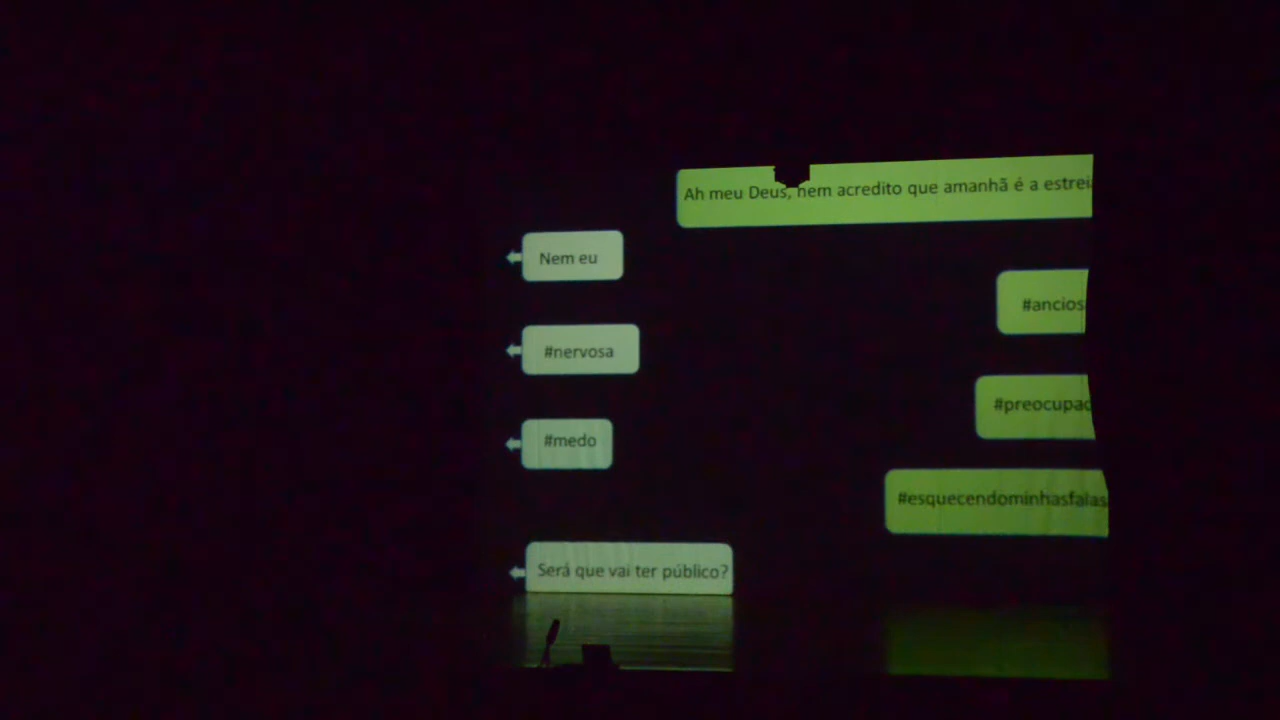 Ah meu Deus, nem acredito que amanhã é a estrei
Nem eu
#ancios
#nervosa
#preocupad
#medo
#esquecendominhasfalas
Será que vai ter público?